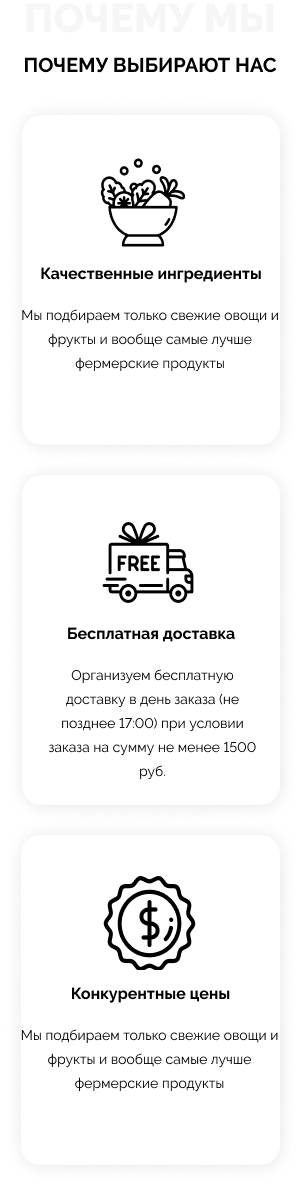 ПОЧЕМУ МЫ
ПОЧЕМУ ВЫБИРАЮТ НАС
Качественные ингредиенты
Мы подбираем только свежие овощи и
фрукты и вообще самые лучше
фермерские продукты
FREE
Бесплатная доставка
Организуем бесплатную
доставку в день заказа (не
позднее 17:00) при условии
заказа на сумму не менее 1500
руб.
$
Конкурентные цены
Мы подбираем только свежие овощи и
фрукты и вообще самые лучше
фермерские продукты